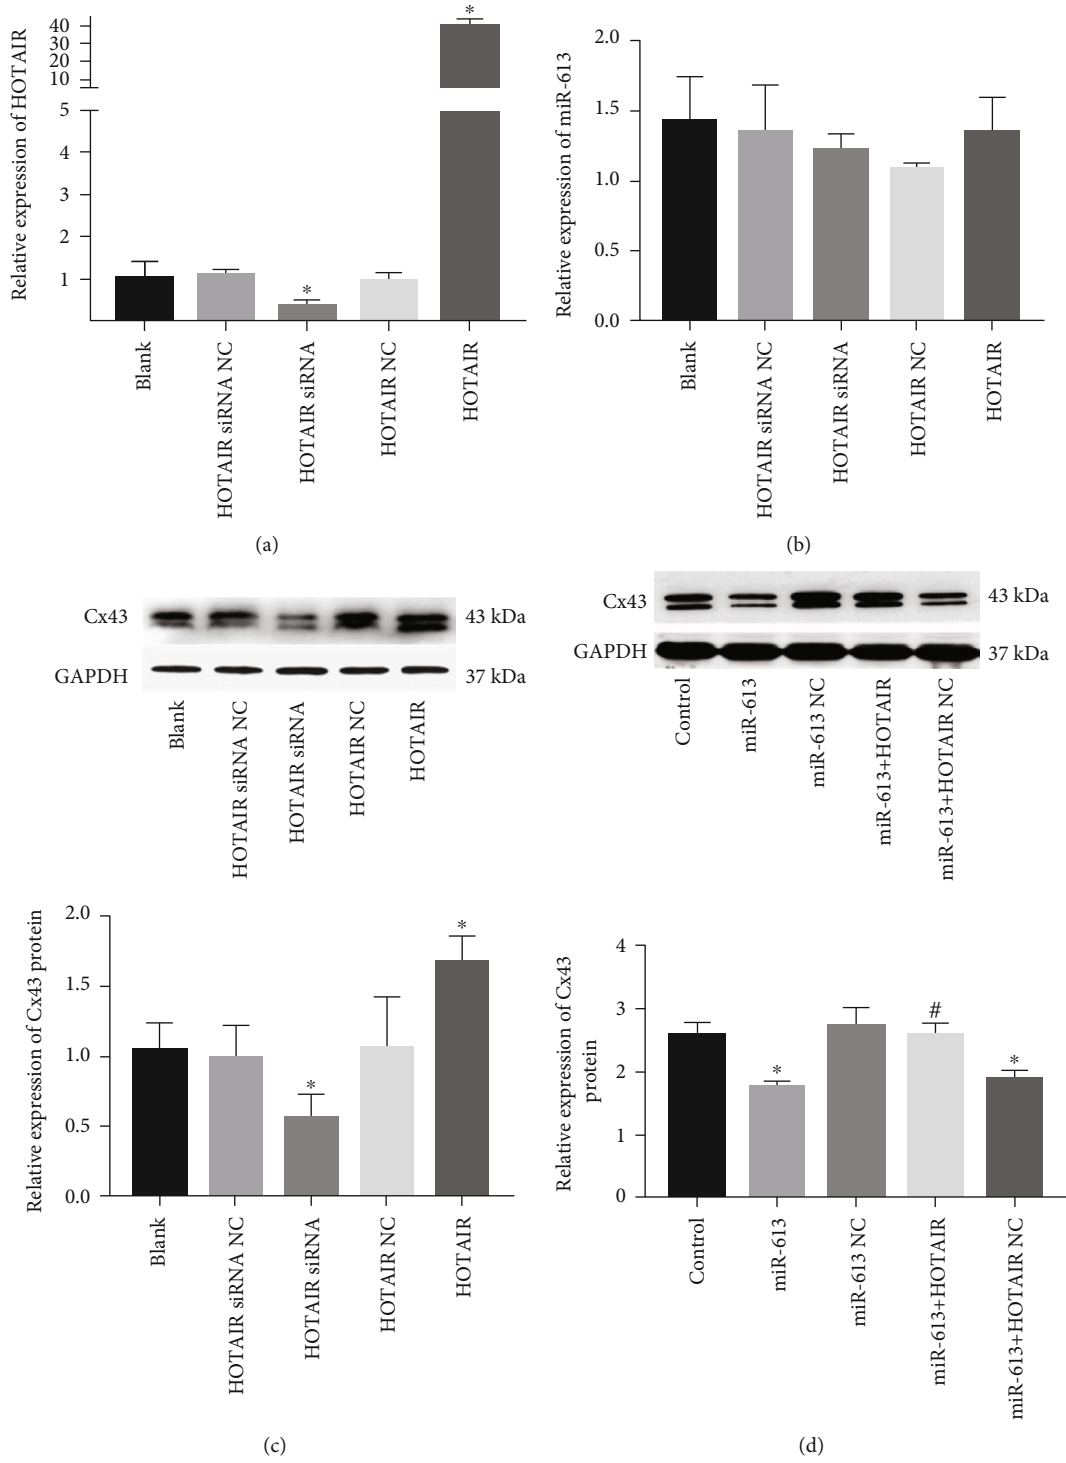 Relative expression of HOTAIR
40
30
20
10
5
4
3
2
1
*
*
Blank
HOTAIR siRNA NC
HOTAIR siRNA
HOTAIR NC
HOTAIR
(a)
Relative expression of miR-613
2.0
1.5
1.0
0.5
0.0
Blank
HOTAIR siRNA NC
HOTAIR siRNA
HOTAIR NC
HOTAIR
(b)
Cx43
43 kDa
GAPDH
37 kDa
Blank
HOTAIR siRNA NC
HOTAIR siRNA
HOTAIR NC
HOTAIR
Relative expression of Cx43 protein
2.0
1.5
1.0
0.5
0.0
*
*
Blank
HOTAIR siRNA NC
HOTAIR siRNA
HOTAIR NC
HOTAIR
(c)
Cx43
43 kDa
GAPDH
37 kDa
Control
miR-613
miR-613 NC
miR-613+HOTAIR
miR-613+HOTAIR NC
Relative expression of Cx43
protein
4
3
2
1
0
*
#
*
Control
miR-613
miR-613 NC
miR-613+HOTAIR
miR-613+HOTAIR NC
(d)